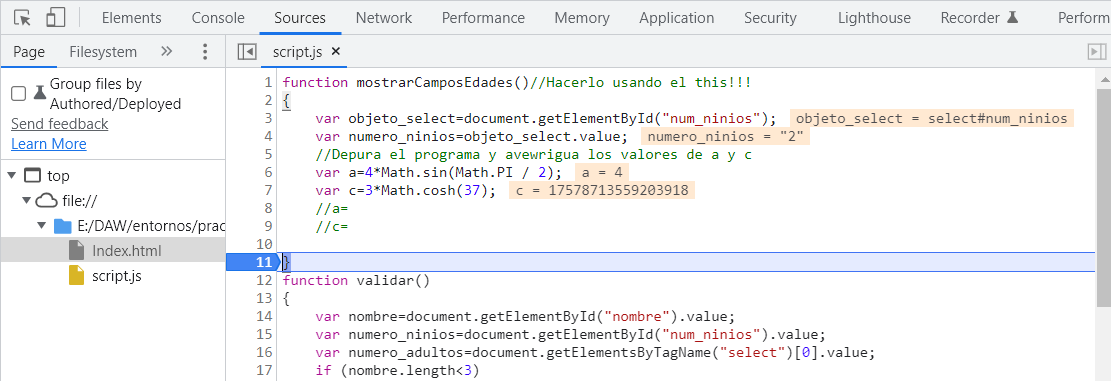 Elements Console Sources Network Performance Memory Application Security Lighthouse Recorder Perform
Page Filesystem » script.js ×
Group files by
Authored/Deployed
Send feedback
Learn More
top
file://
E:/DAW/entornos/prac
Index.html
script.js
1 function mostrarCamposEdades()//Hacerlo usando el this!!!
2 {
3 var objeto_select=document.getElementById("num_ninios"); objeto_select = select#num_ninios
4 var numero_ninios=objeto_select.value; numero_ninios = "2"
5 //Depura el programa y avewrigua los valores de a y c
6 var a=4*Math.sin(Math.PI / 2); a = 4
7 var c=3*Math.cosh(37); c = 17578713559203918
8 //a=
9 //c=
10
11 }
12 function validar()
13 {
14 var nombre=document.getElementById("nombre").value;
15 var numero_ninios=document.getElementById("num_ninios").value;
16 var numero_adultos=document.getElementsByTagName("select")[0].value;
17 if (nombre.length<3)